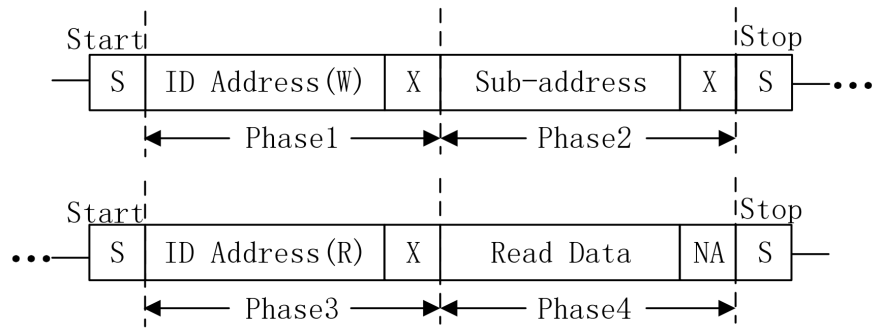 Start Stop
S ID Address(W) X Sub-address X S ...
Phase1 Phase2
Start Stop
... S ID Address(R) X Read Data NA S
Phase3 Phase4